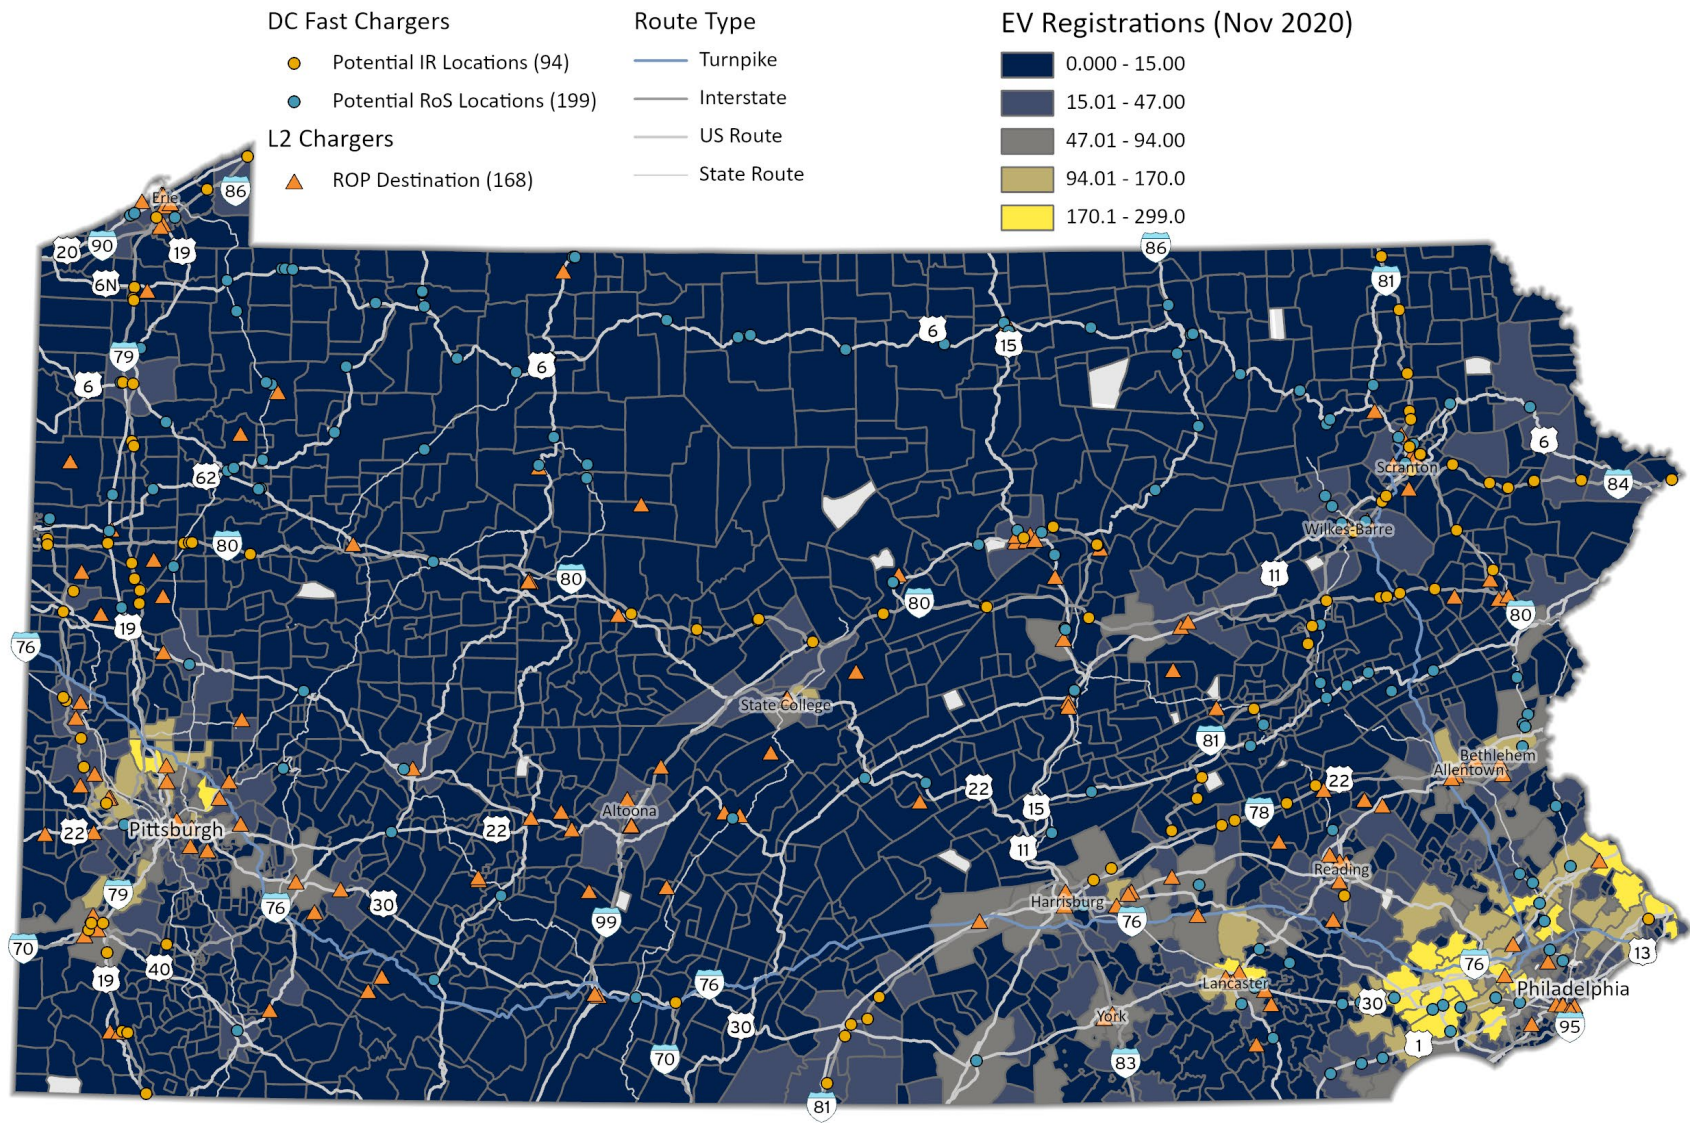 DC Fast Chargers
Potential IR Locations (94)
Potential RoS Locations (199)
L2 Chargers
ROP Destination (168)
Route Type
Turnpike
Interstate
US Route
State Route
EV Registrations (Nov 2020)
0.000 - 15.00
15.01 - 47.00
47.01 - 94.00
94.01 - 170.0
170.1 - 299.0
86
Erie
20
90
19
6N
86
81
79
6
6
6
15
6
62
Scranton
84
Wilkes-Barre
80
80
11
80
80
19
76
State College
81
Bethlehem
Allentown
22
22
15
78
Altoona
22
22
Pittsburgh
11
Reading
79
30
76
99
Harrisburg
76
70
40
19
76
76
13
Lancaster
Philadelphia
30
30
York
95
70
83
1
81